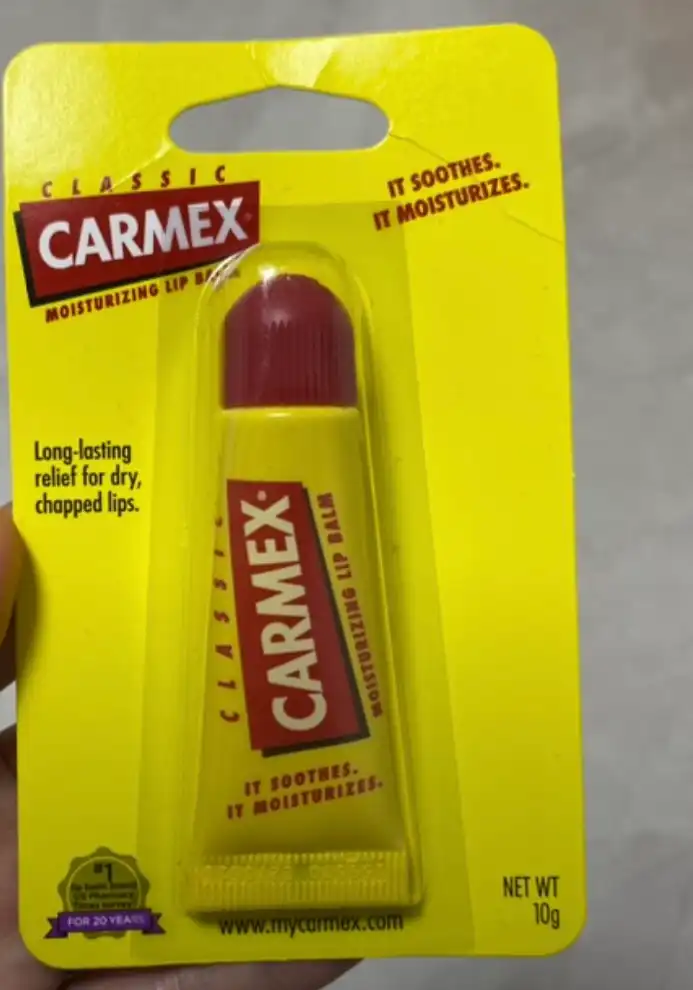 CLASSIC
CARMEX
MOISTURIZING LIP BALM
IT SOOTHES.
IT MOISTURIZES.
Long-lasting
relief for dry,
chapped lips.
CLASSIC
CARMEX
MOISTURIZING LIP BALM
IT SOOTHES.
IT MOISTURIZES.
#1
FOR 20 YEARS
www.mycarmex.com
NET WT
10g